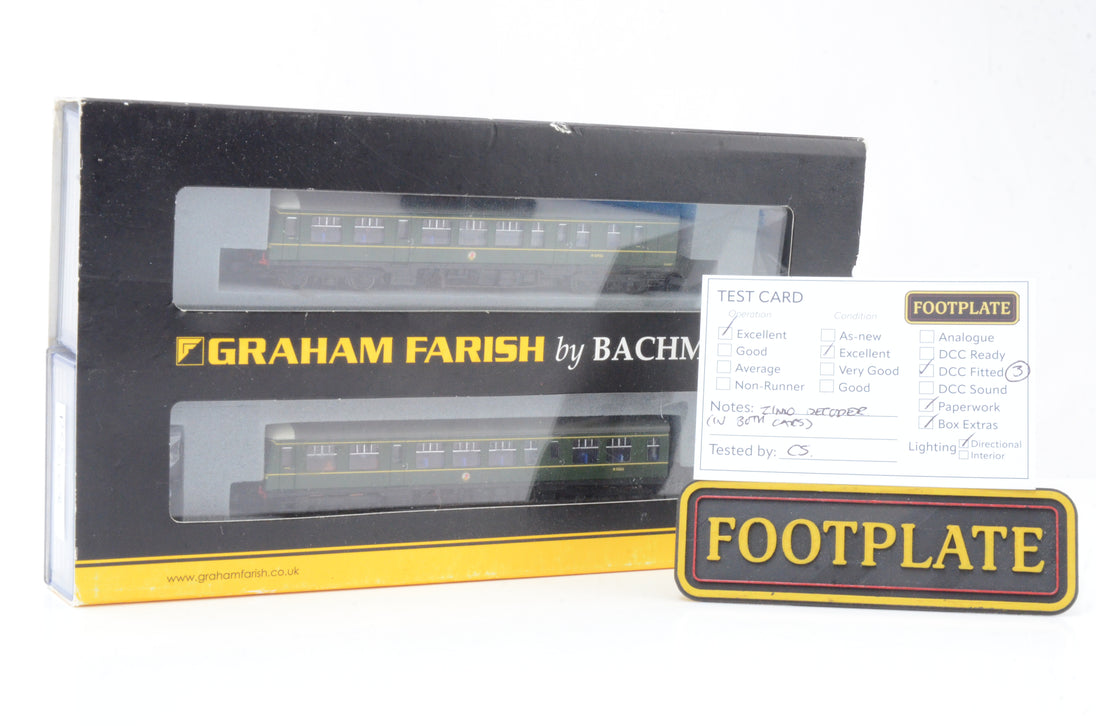 GRAHAM FARISH by BACHM
www.grahamfarish.co.uk
TEST CARD
FOOTPLATE
Operation
Excellent
Good
Average
Non-Runner
Condition
As-new
Excellent
Very Good
Good
Analogue
DCC Ready
DCC Fitted 3
DCC Sound
Paperwork
Box Extras
Notes: ZIMO DECODER
(IN BOTH CARS)
Lighting Directional
Interior
Tested by: CS.
FOOTPLATE